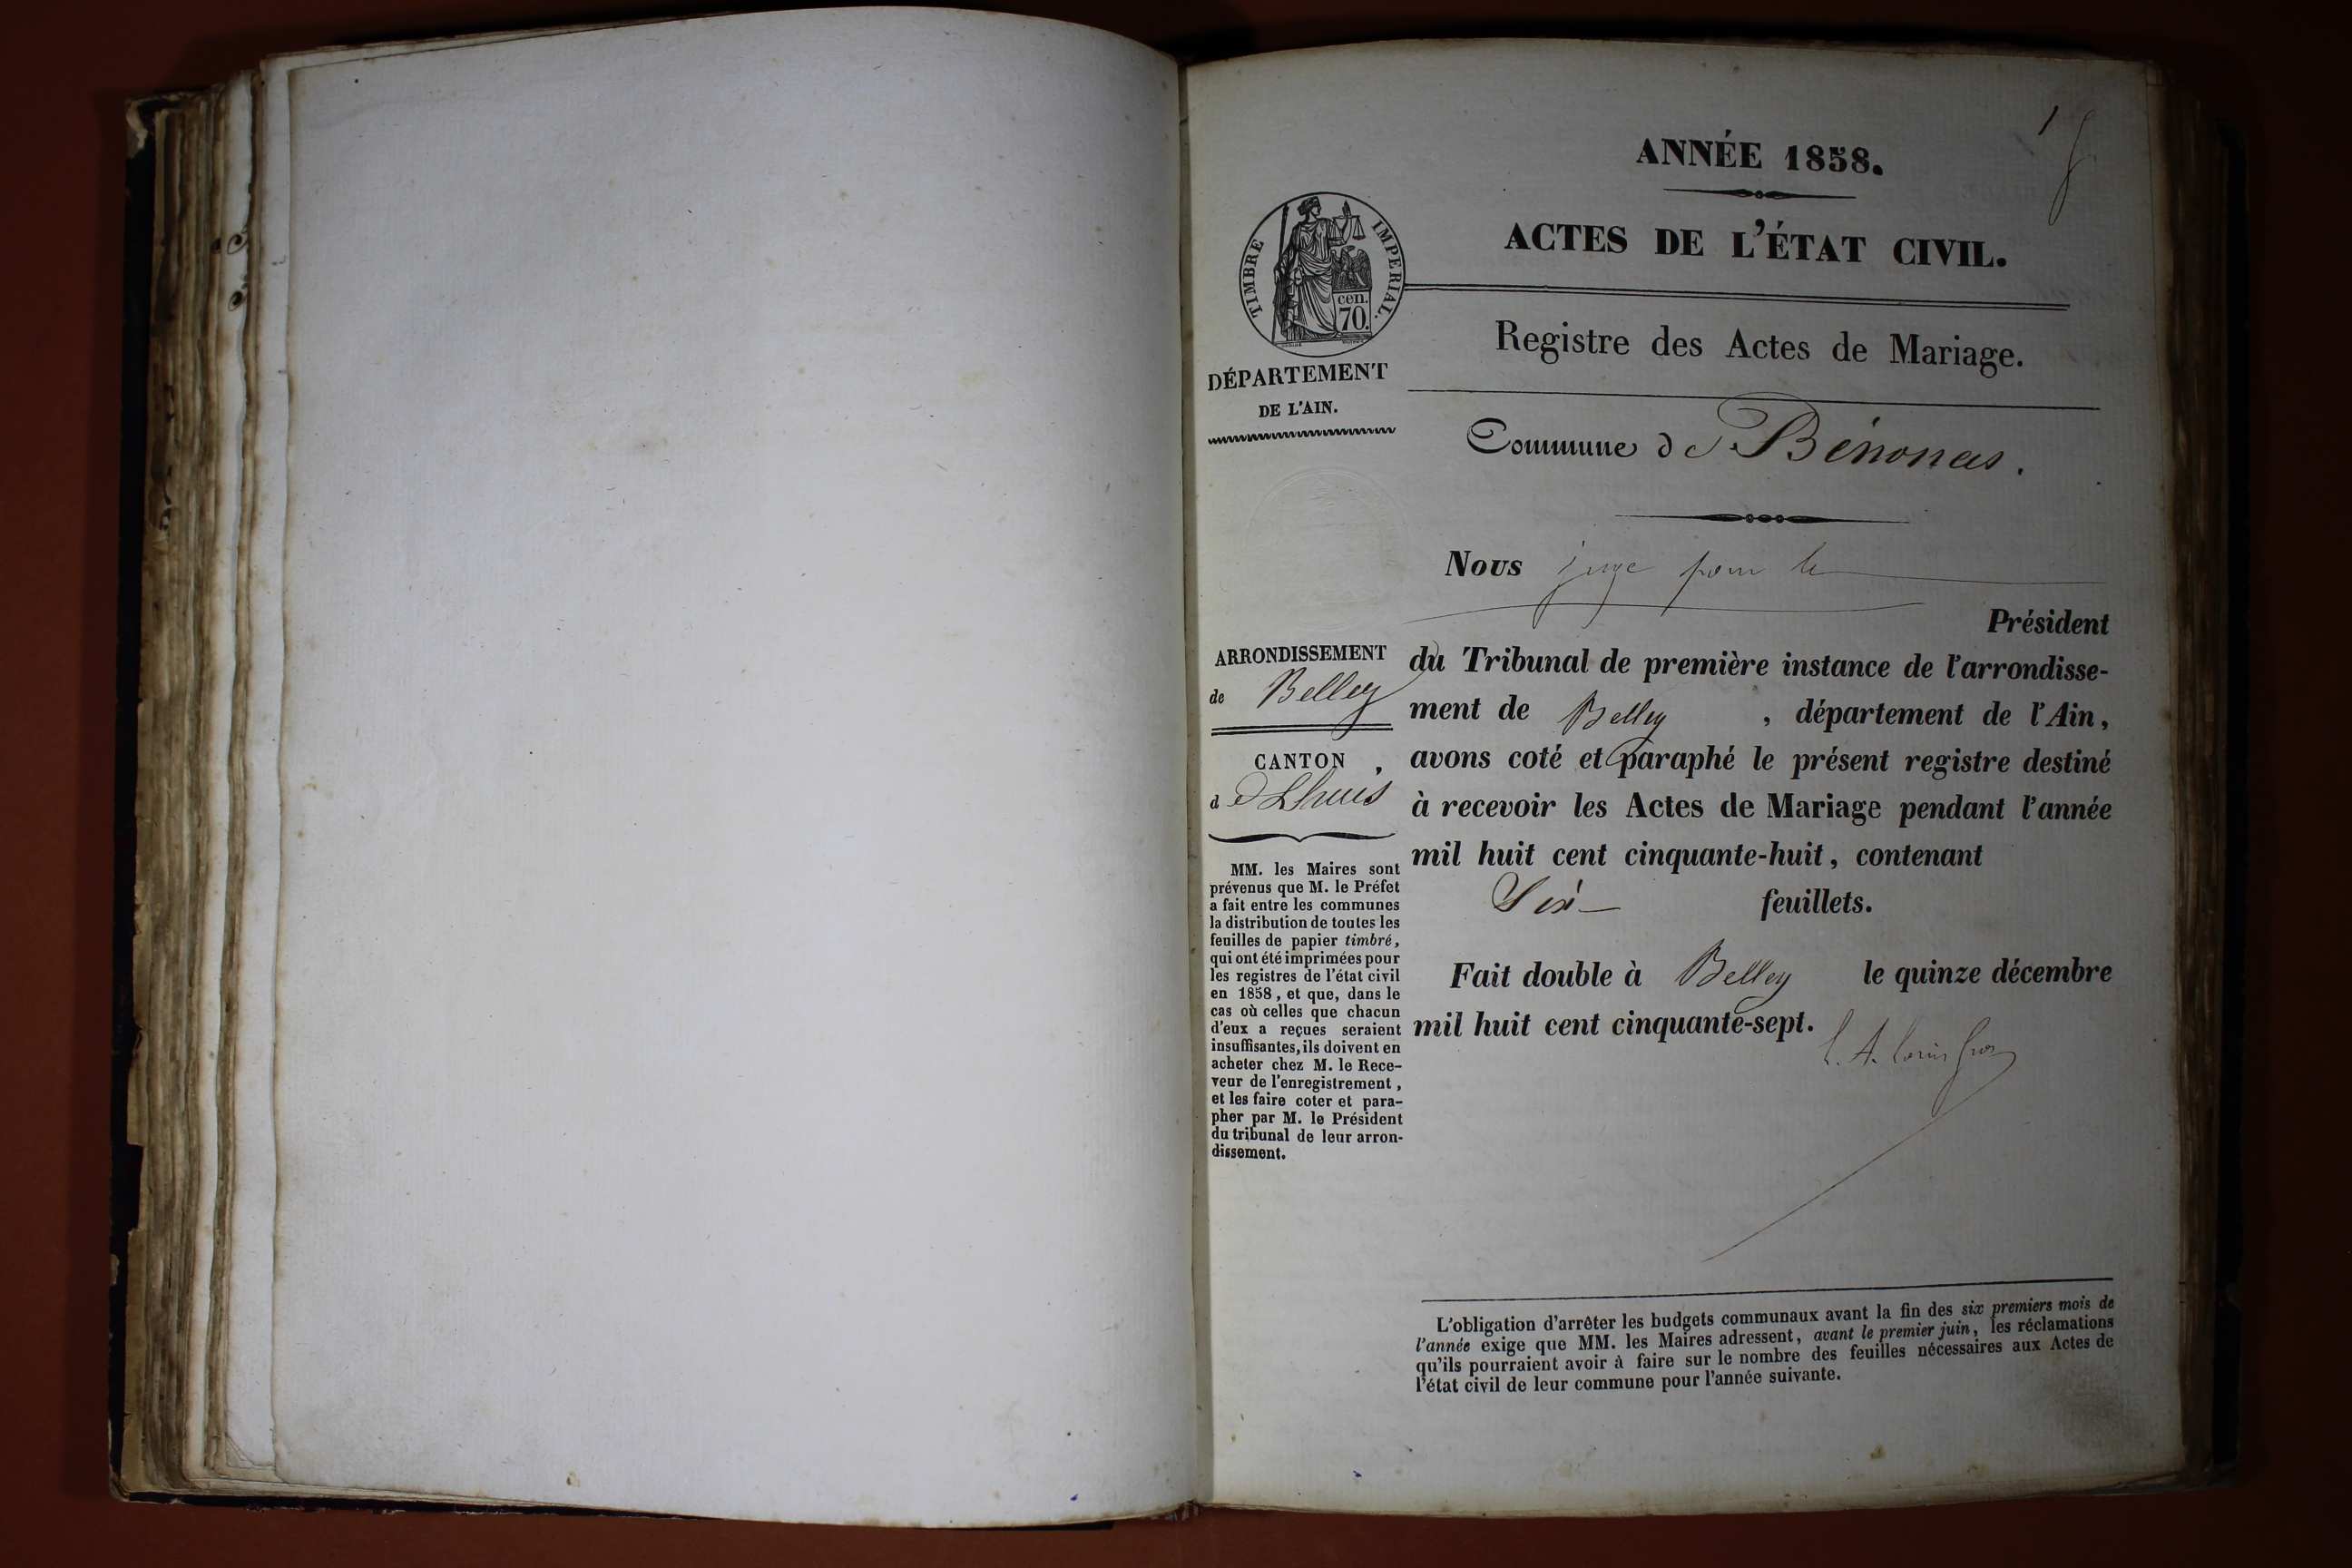 1
ANNÉE 1858.
ACTES DE L'ÉTAT CIVIL.
TIMBRE IMPERIAL.
cen.
70.
DÉPARTEMENT
DE L'AIN.
Registre des Actes de Mariage.
Commune de Bénonces.
Nous juge pour le
Président
du Tribunal de première instance de l'arrondisse-
ment de Belley, département de l'Ain,
avons coté et paraphé le présent registre destiné
à recevoir les Actes de Mariage pendant l'année
mil huit cent cinquante-huit, contenant
Six feuillets.
Fait double à Belley le quinze décembre
mil huit cent cinquante-sept.
ARRONDISSEMENT
de Belley
CANTON
d e Lhuis
MM. les Maires sont
prévenus que M. le Préfet
a fait entre les communes
la distribution de toutes les
feuilles de papier timbré,
qui ont été imprimées pour
les registres de l'état civil
en 1858, et que, dans le
cas où celles que chacun
d'eux a reçues seraient
insuffisantes, ils doivent en
acheter chez M. le Rece-
veur de l'enregistrement,
et les faire coter et para-
pher par M. le Président
du tribunal de leur arron-
dissement.
L'obligation d'arrêter les budgets communaux avant la fin des six premiers mois de
l'année exige que MM. les Maires adressent, avant le premier juin, les réclamations
qu'ils pourraient avoir à faire sur le nombre des feuilles nécessaires aux Actes de
l'état civil de leur commune pour l'année suivante.